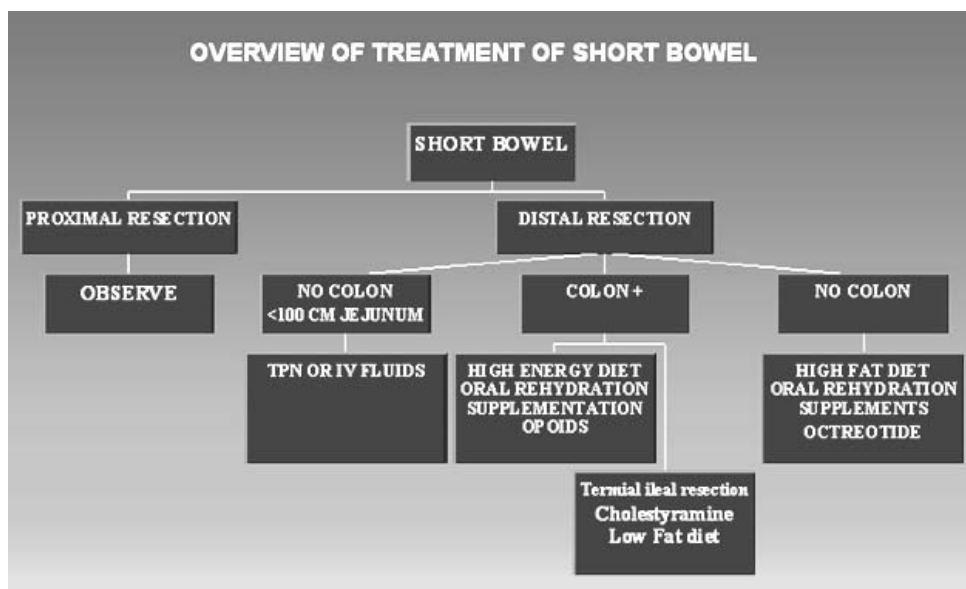 OVERVIEW OF TREATMENT OF SHORT BOWEL
SHORT BOWEL
PROXIMAL RESECTION
DISTAL RESECTION
OBSERVE
NO COLON
<100 CM JEJUNUM
COLON +
NO COLON
TPN OR IV FLUIDS
HIGH ENERGY DIET
ORAL REHYDRATION
SUPPLEMENTATION
OPOIDS
HIGH FAT DIET
ORAL REHYDRATION
SUPPLEMENTS
OCTREOTIDE
Termial ileal resection
Cholestyramine
Low Fat diet